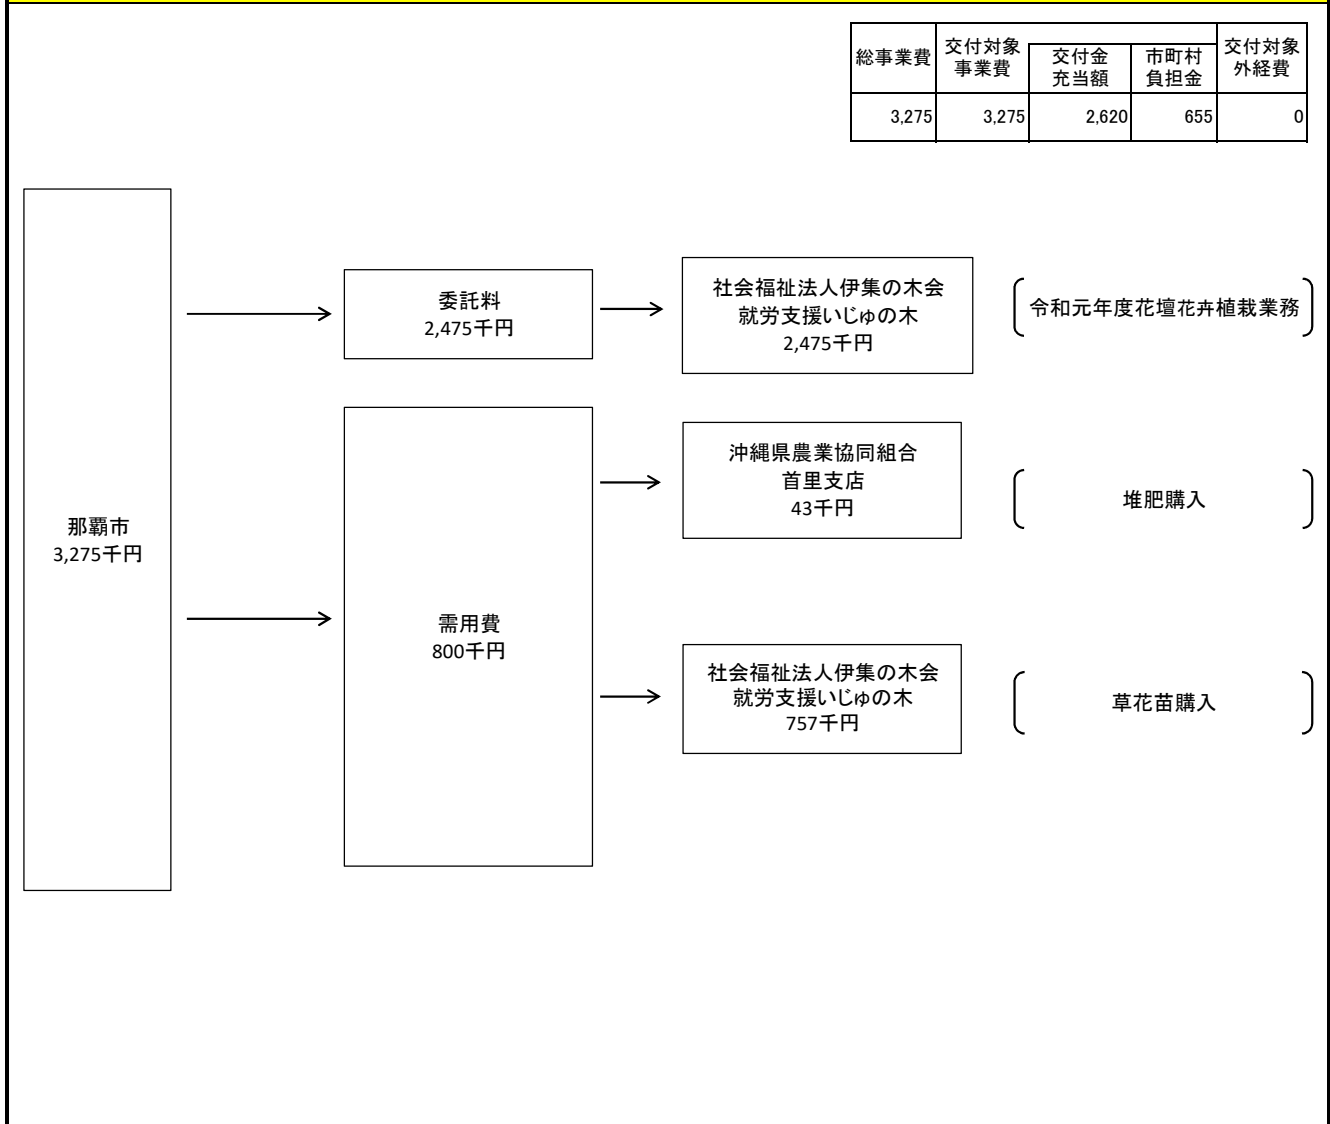 総事業費
交付対象
事業費
交付金
充当額
市町村
負担金
交付対象
外経費
3,275
3,275
2,620
655
0
那覇市
3,275千円
委託料
2,475千円
社会福祉法人伊集の木会
就労支援いじゅの木
2,475千円
令和元年度花壇花卉植栽業務
需用費
800千円
沖縄県農業協同組合
首里支店
43千円
堆肥購入
社会福祉法人伊集の木会
就労支援いじゅの木
757千円
草花苗購入